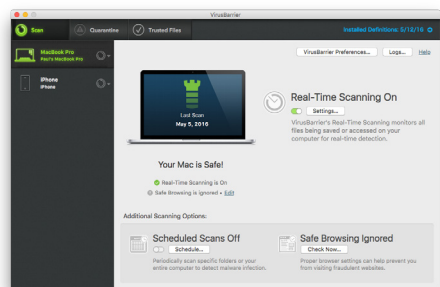 VirusBarrier
Scan
Quarantine
Trusted Files
Installed Definitions: 5/12/16
MacBook Pro
Paul's MacBook Pro
iPhone
iPhone
VirusBarrier Preferences...
Logs...
Help
Last Scan
May 5, 2016
Real-Time Scanning On
Settings...
VirusBarrier's Real-Time Scanning monitors all
files being saved or accessed on your
computer for real-time detection.
Your Mac is Safe!
Real-Time Scanning is On
Safe Browsing is ignored • Edit
Additional Scanning Options:
Scheduled Scans Off
Schedule...
Periodically scan specific folders or your
entire computer to detect malware infection.
Safe Browsing Ignored
Check Now...
Proper browser settings can help prevent you
from visiting fraudulent websites.